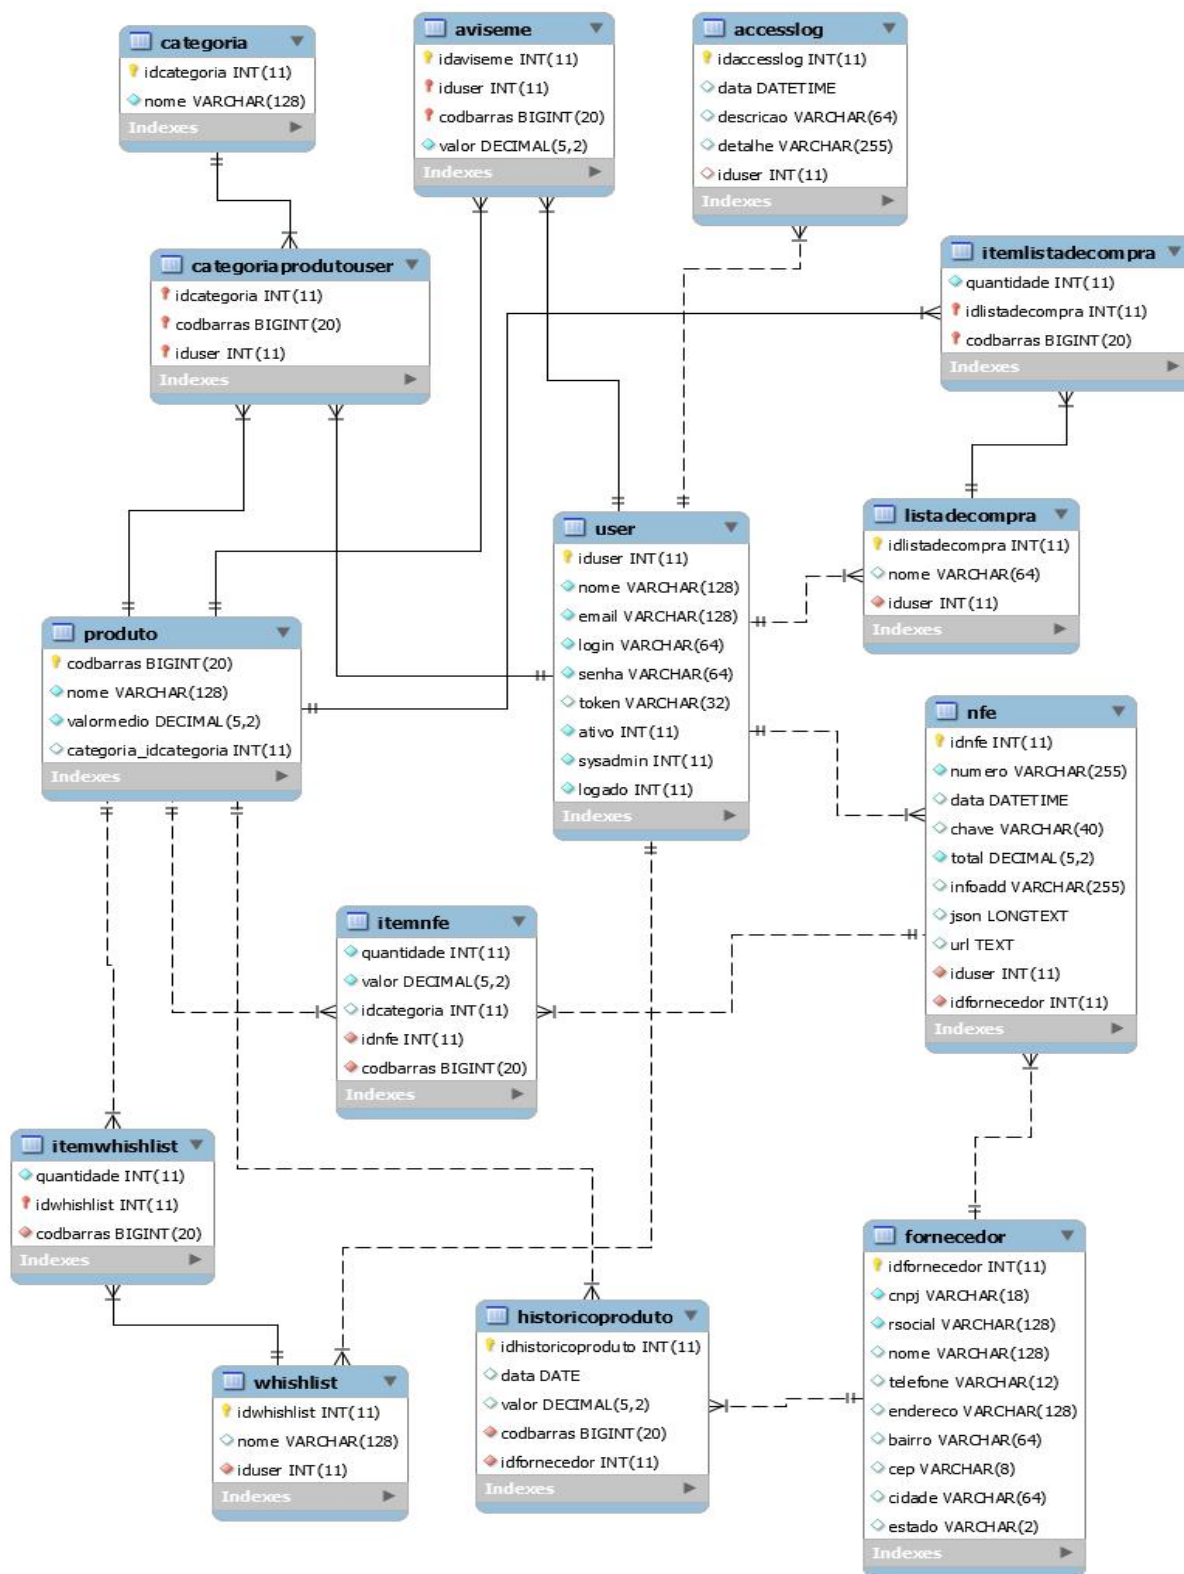 categoria
idcategoria INT(11)
nome VARCHAR(128)
Indexes
aviseme
idaviseme INT(11)
iduser INT(11)
codbarras BIGINT(20)
valor DECIMAL(5,2)
Indexes
accesslog
idaccesslog INT(11)
data DATETIME
descricao VARCHAR(64)
detalhe VARCHAR(255)
iduser INT(11)
Indexes
categoriaprodutouser
idcategoria INT(11)
codbarras BIGINT(20)
iduser INT(11)
Indexes
itemlistadecompra
quantidade INT(11)
idlistadecompra INT(11)
codbarras BIGINT(20)
Indexes
user
iduser INT(11)
nome VARCHAR(128)
email VARCHAR(128)
login VARCHAR(64)
senha VARCHAR(64)
token VARCHAR(32)
ativo INT(11)
sysadmin INT(11)
logado INT(11)
Indexes
listadecompra
idlistadecompra INT(11)
nome VARCHAR(64)
iduser INT(11)
Indexes
produto
codbarras BIGINT(20)
nome VARCHAR(128)
valormedio DECIMAL(5,2)
categoria_idcategoria INT(11)
Indexes
nfe
idnfe INT(11)
numero VARCHAR(255)
data DATETIME
chave VARCHAR(40)
total DECIMAL(5,2)
infoadd VARCHAR(255)
json LONGTEXT
url TEXT
iduser INT(11)
idfornecedor INT(11)
Indexes
itemnfe
quantidade INT(11)
valor DECIMAL(5,2)
idcategoria INT(11)
idnfe INT(11)
codbarras BIGINT(20)
Indexes
itemwhishlist
quantidade INT(11)
idwhishlist INT(11)
codbarras BIGINT(20)
Indexes
fornecedor
idfornecedor INT(11)
cnpj VARCHAR(18)
rsocial VARCHAR(128)
nome VARCHAR(128)
telefone VARCHAR(12)
endereco VARCHAR(128)
bairro VARCHAR(64)
cep VARCHAR(8)
cidade VARCHAR(64)
estado VARCHAR(2)
Indexes
historicoproduto
idhistoricoproduto INT(11)
data DATE
valor DECIMAL(5,2)
codbarras BIGINT(20)
idfornecedor INT(11)
Indexes
whishlist
idwhishlist INT(11)
nome VARCHAR(128)
iduser INT(11)
Indexes